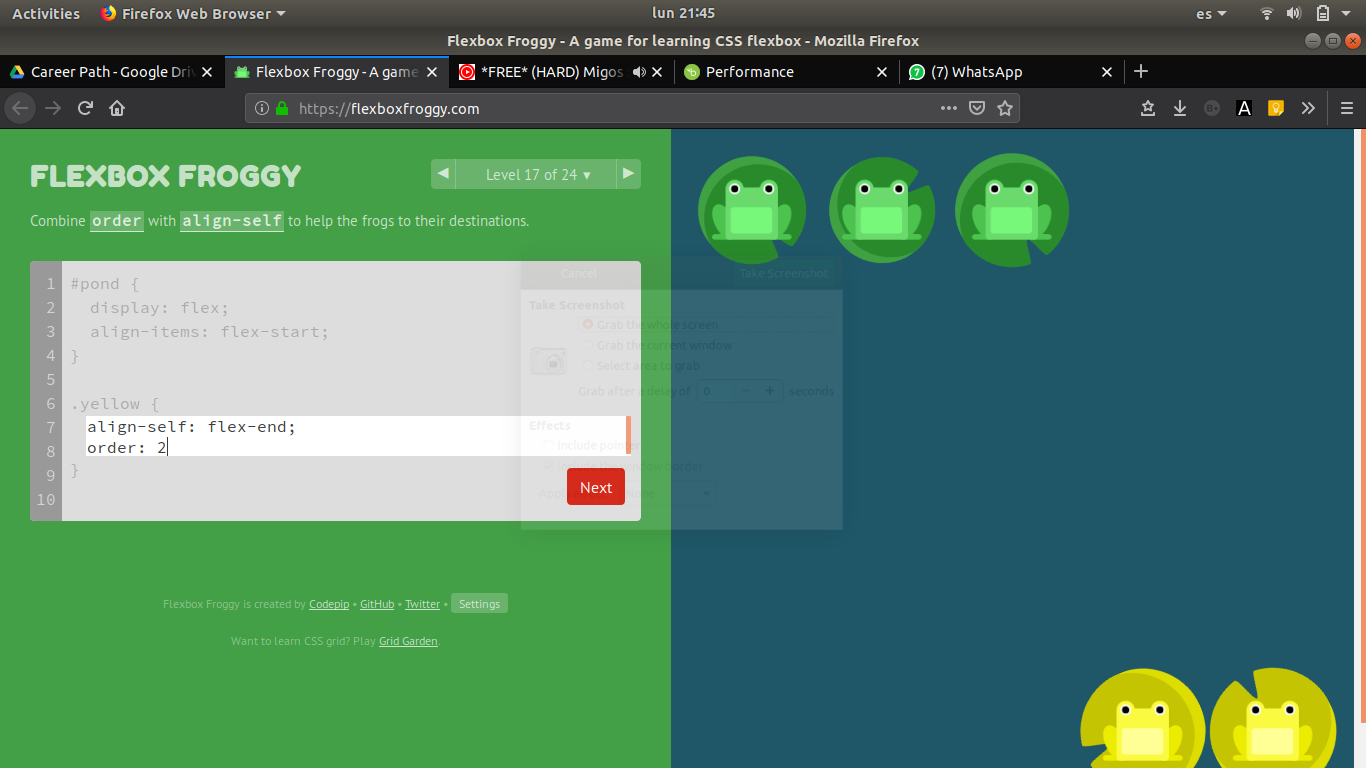 Activities Firefox Web Browser lun 21:45 es
Flexbox Froggy - A game for learning CSS flexbox - Mozilla Firefox
Career Path - Google Driv Flexbox Froggy - A game *FREE* (HARD) Migos Performance (7) WhatsApp
https://flexboxfroggy.com
FLEXBOX FROGGY
Level 17 of 24
Combine order with align-self to help the frogs to their destinations.
Cancel Take Screenshot
Take Screenshot
Grab the whole screen
Grab the current window
Select area to grab
Grab after a delay of 0 - + seconds
Effects
Include pointer
1 #pond {
2 display: flex;
3 align-items: flex-start;
4 }
5
6 .yellow {
7 align-self: flex-end;
8 order: 2
9 }
10
Next
Flexbox Froggy is created by Codepip • GitHub • Twitter • Settings
Want to learn CSS grid? Play Grid Garden.